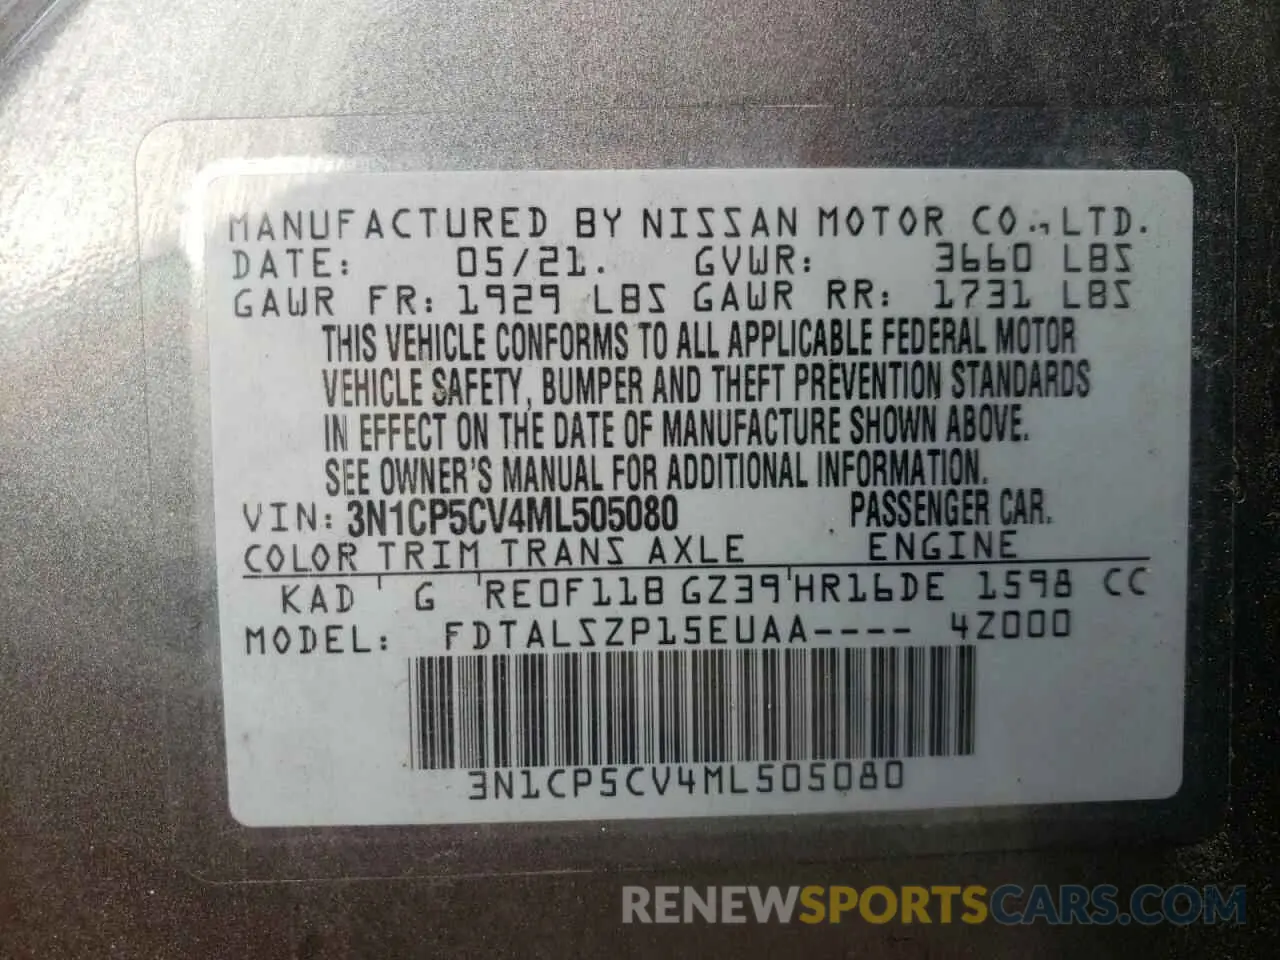 MANUFACTURED BY NISSAN MOTOR CO., LTD.
DATE: 05/21. GVWR: 3660 LBS
GAWR FR: 1929 LBS GAWR RR: 1731 LBS
THIS VEHICLE CONFORMS TO ALL APPLICABLE FEDERAL MOTOR
VEHICLE SAFETY, BUMPER AND THEFT PREVENTION STANDARDS
IN EFFECT ON THE DATE OF MANUFACTURE SHOWN ABOVE.
SEE OWNER'S MANUAL FOR ADDITIONAL INFORMATION.
VIN: 3N1CP5CV4ML505080 PASSENGER CAR.
COLOR TRIM TRANS AXLE ENGINE
KAD G RE0F11B GZ39 HR16DE 1598 CC
MODEL: FDTALSZP15EUAA---- 4Z000
3N1CP5CV4ML505080
RENEWSPORTSCARS.COM